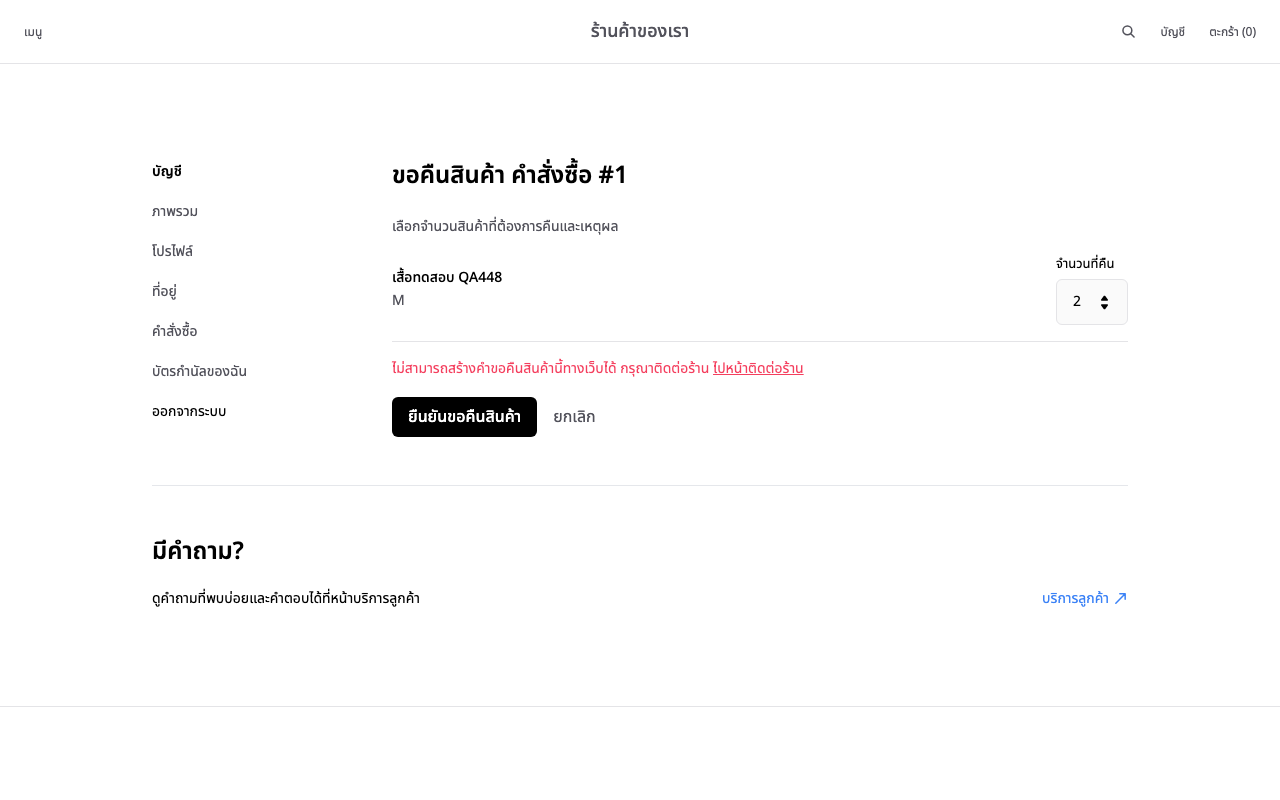 เมนู
ร้านค้าของเรา
บัญชี
ตะกร้า (0)
บัญชี
ภาพรวม
โปรไฟล์
ที่อยู่
คำสั่งซื้อ
บัตรกำนัลของฉัน
ออกจากระบบ
ขอคืนสินค้า คำสั่งซื้อ #1
เลือกจำนวนสินค้าที่ต้องการคืนและเหตุผล
เสื้อทดสอบ QA448
M
จำนวนที่คืน
2
ไม่สามารถสร้างคำขอคืนสินค้านี้ทางเว็บได้ กรุณาติดต่อร้าน ไปหน้าติดต่อร้าน
ยืนยันขอคืนสินค้า
ยกเลิก
มีคำถาม?
ดูคำถามที่พบบ่อยและคำตอบได้ที่หน้าบริการลูกค้า
บริการลูกค้า